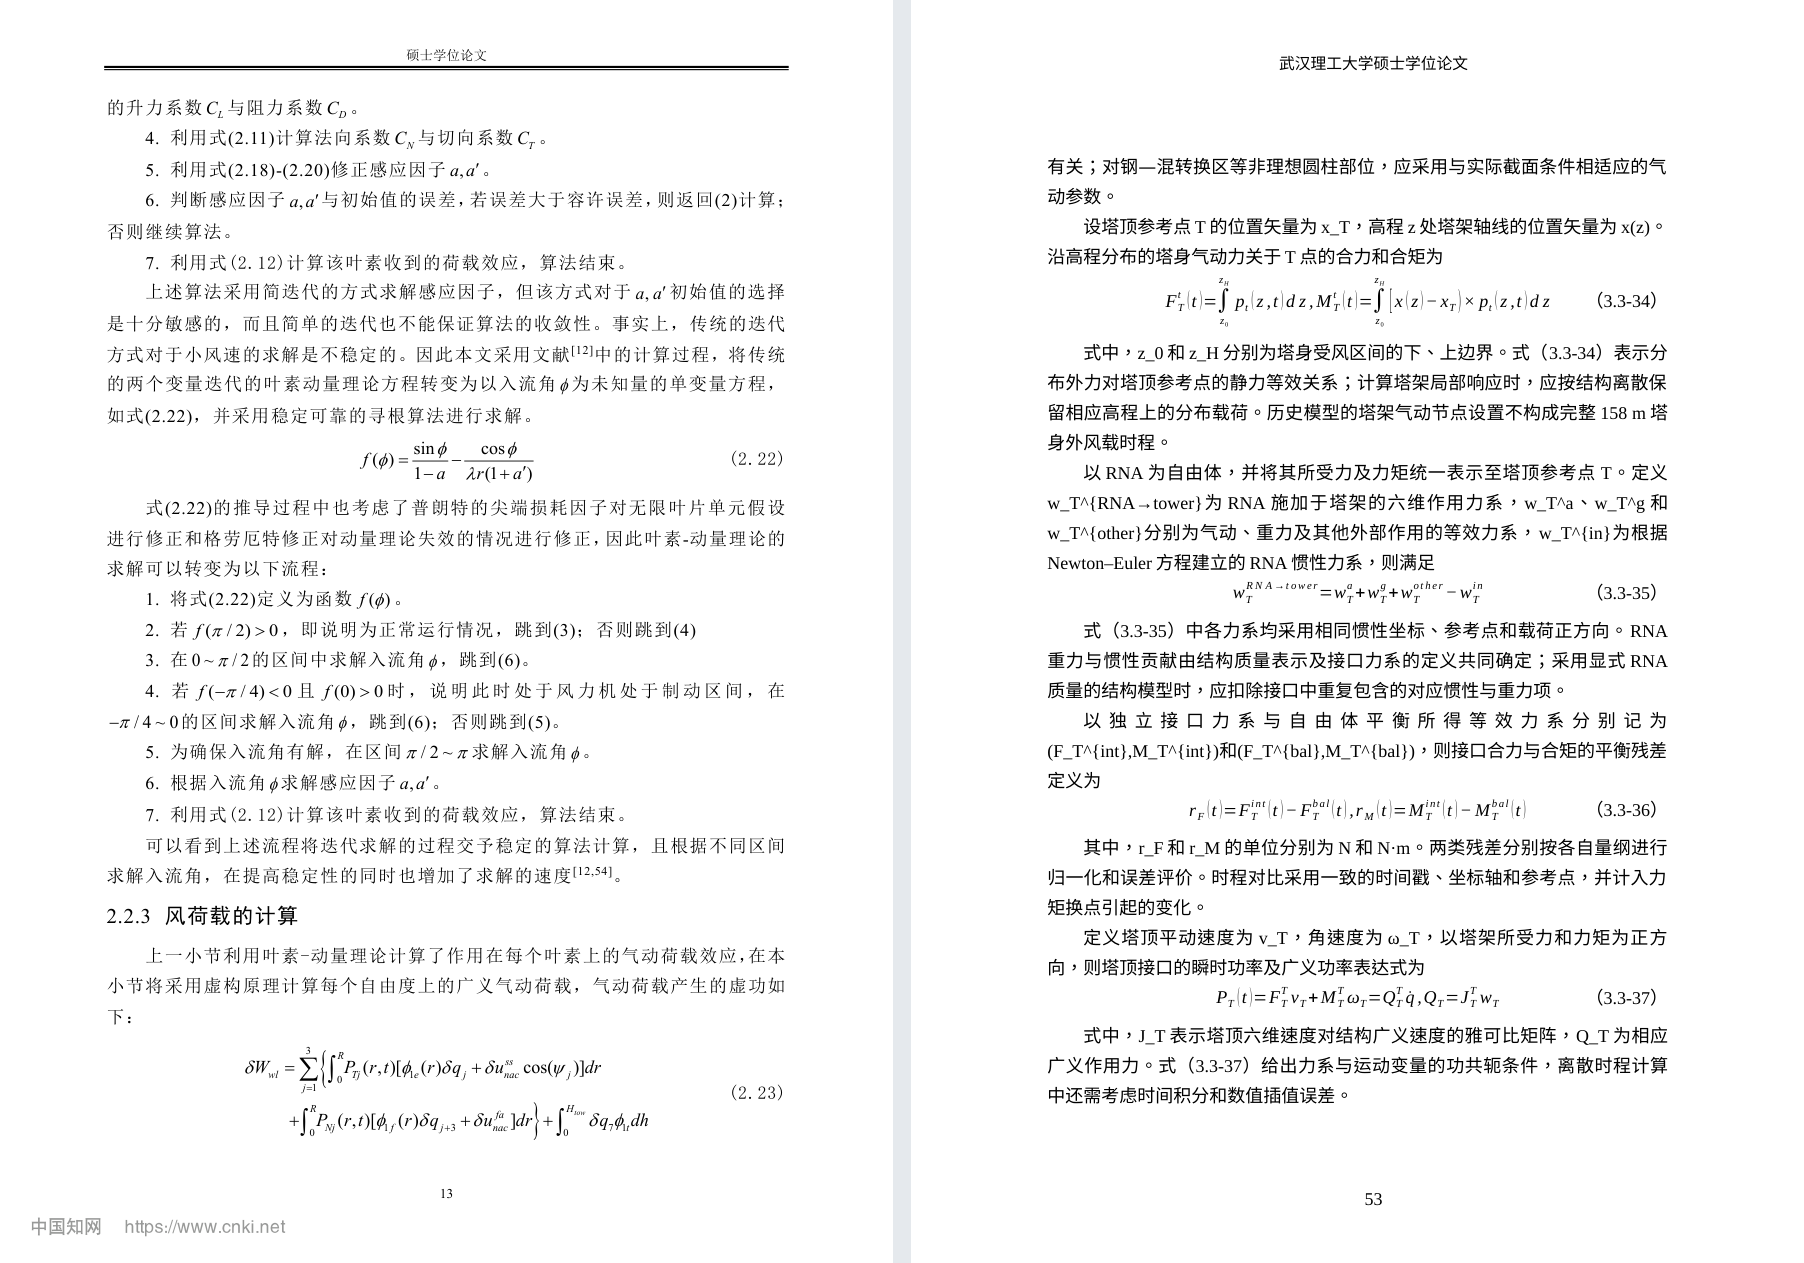 硕士学位论文
的升力系数 C_L 与阻力系数 C_D 。
4. 利用式(2.11)计算法向系数 C_N 与切向系数 C_T 。
5. 利用式(2.18)-(2.20)修正感应因子 a,a′ 。
6. 判断感应因子 a,a′ 与初始值的误差，若误差大于容许误差，则返回(2)计算；
否则继续算法。
7. 利用式(2.12)计算该叶素收到的荷载效应，算法结束。
上述算法采用简迭代的方式求解感应因子，但该方式对于 a,a′ 初始值的选择
是十分敏感的，而且简单的迭代也不能保证算法的收敛性。事实上，传统的迭代
方式对于小风速的求解是不稳定的。因此本文采用文献[12]中的计算过程，将传统
的两个变量迭代的叶素动量理论方程转变为以入流角 ϕ 为未知量的单变量方程，
如式(2.22)，并采用稳定可靠的寻根算法进行求解。
f(ϕ) = sinϕ/(1−a) − cosϕ/(λr(1+a′)) (2.22)
式(2.22)的推导过程中也考虑了普朗特的尖端损耗因子对无限叶片单元假设
进行修正和格劳厄特修正对动量理论失效的情况进行修正，因此叶素-动量理论的
求解可以转变为以下流程：
1. 将式(2.22)定义为函数 f(ϕ) 。
2. 若 f(π/2)>0，即说明为正常运行情况，跳到(3)；否则跳到(4)
3. 在 0~π/2 的区间中求解入流角 ϕ，跳到(6)。
4. 若 f(−π/4)<0 且 f(0)>0 时，说明此时处于风力机处于制动区间，在
−π/4~0 的区间求解入流角 ϕ，跳到(6)；否则跳到(5)。
5. 为确保入流角有解，在区间 π/2~π 求解入流角 ϕ 。
6. 根据入流角 ϕ 求解感应因子 a,a′ 。
7. 利用式(2.12)计算该叶素收到的荷载效应，算法结束。
可以看到上述流程将迭代求解的过程交予稳定的算法计算，且根据不同区间
求解入流角，在提高稳定性的同时也增加了求解的速度[12,54]。
2.2.3 风荷载的计算
上一小节利用叶素-动量理论计算了作用在每个叶素上的气动荷载效应，在本
小节将采用虚构原理计算每个自由度上的广义气动荷载，气动荷载产生的虚功如
下：
δW_wl = ∑_{j=1}^{3} { ∫_0^R P_Tj(r,t)[ϕ_1e(r)δq_j + δu_nac^ss cos(ψ_j)]dr
+ ∫_0^R P_Nj(r,t)[ϕ_1f(r)δq_{j+3} + δu_nac^fa]dr } + ∫_0^{H_tow} δq_7 ϕ_1t dh (2.23)
13
中国知网 https://www.cnki.net
武汉理工大学硕士学位论文
有关；对钢—混转换区等非理想圆柱部位，应采用与实际截面条件相适应的气
动参数。
设塔顶参考点 T 的位置矢量为 x_T，高程 z 处塔架轴线的位置矢量为 x(z)。
沿高程分布的塔身气动力关于 T 点的合力和合矩为
F_T^t(t)=∫_{z_0}^{z_H} p_t(z,t)dz, M_T^t(t)=∫_{z_0}^{z_H} [x(z)−x_T]×p_t(z,t)dz （3.3-34）
式中，z_0 和 z_H 分别为塔身受风区间的下、上边界。式（3.3-34）表示分
布外力对塔顶参考点的静力等效关系；计算塔架局部响应时，应按结构离散保
留相应高程上的分布载荷。历史模型的塔架气动节点设置不构成完整 158 m 塔
身外风载时程。
以 RNA 为自由体，并将其所受力及力矩统一表示至塔顶参考点 T。定义
w_T^{RNA→tower}为 RNA 施加于塔架的六维作用力系，w_T^a、w_T^g 和
w_T^{other}分别为气动、重力及其他外部作用的等效力系，w_T^{in}为根据
Newton–Euler 方程建立的 RNA 惯性力系，则满足
w_T^{RNA→tower}=w_T^a+w_T^g+w_T^{other}−w_T^{in} （3.3-35）
式（3.3-35）中各力系均采用相同惯性坐标、参考点和载荷正方向。RNA
重力与惯性贡献由结构质量表示及接口力系的定义共同确定；采用显式 RNA
质量的结构模型时，应扣除接口中重复包含的对应惯性与重力项。
以独立接口力系与自由体平衡所得等效力系分别记为
(F_T^{int},M_T^{int})和(F_T^{bal},M_T^{bal})，则接口合力与合矩的平衡残差
定义为
r_F(t)=F_T^{int}(t)−F_T^{bal}(t), r_M(t)=M_T^{int}(t)−M_T^{bal}(t) （3.3-36）
其中，r_F 和 r_M 的单位分别为 N 和 N·m。两类残差分别按各自量纲进行
归一化和误差评价。时程对比采用一致的时间戳、坐标轴和参考点，并计入力
矩换点引起的变化。
定义塔顶平动速度为 v_T，角速度为 ω_T，以塔架所受力和力矩为正方
向，则塔顶接口的瞬时功率及广义功率表达式为
P_T(t)=F_T^T v_T+M_T^T ω_T=Q_T^T q̇, Q_T=J_T^T w_T （3.3-37）
式中，J_T 表示塔顶六维速度对结构广义速度的雅可比矩阵，Q_T 为相应
广义作用力。式（3.3-37）给出力系与运动变量的功共轭条件，离散时程计算
中还需考虑时间积分和数值插值误差。
53